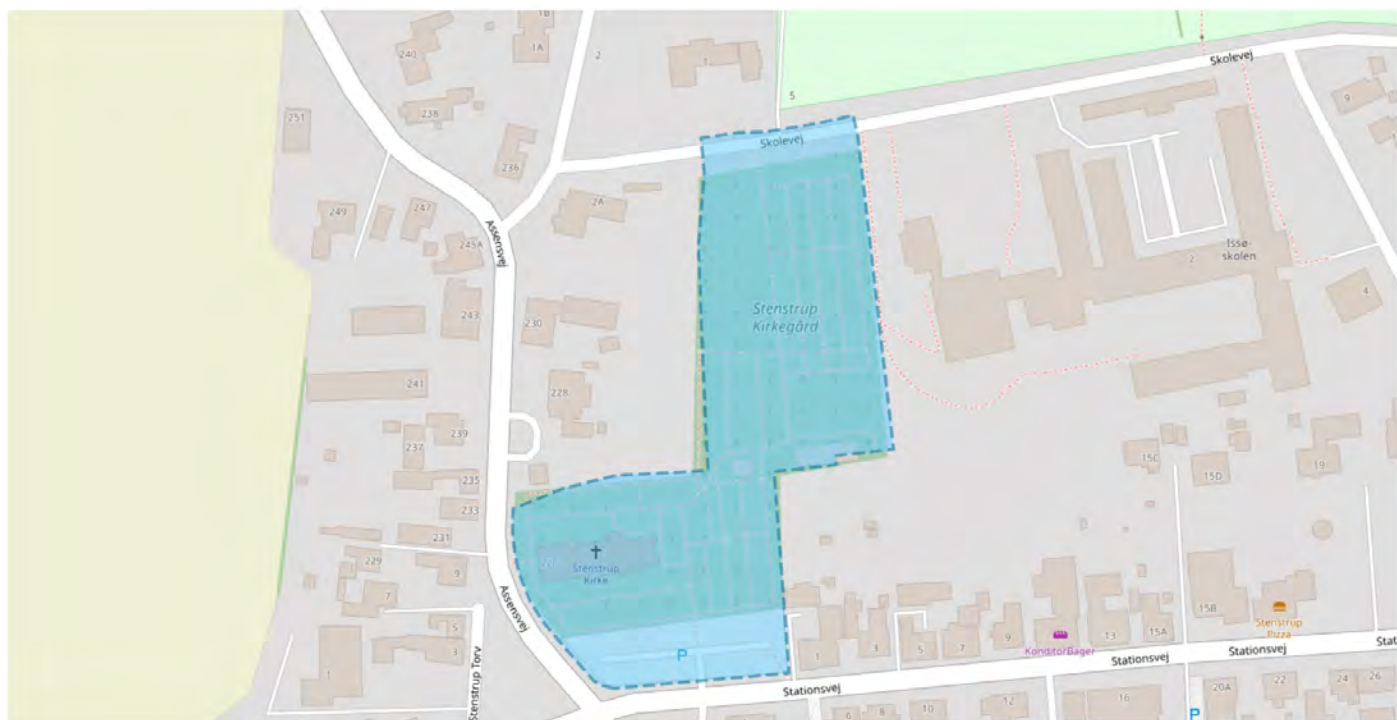 1B
240
1A
2
1
Skolevej
5
9
251
238
Skolevej
236
2A
249
247
Assensvej
245A
Issø-
skolen
2
4
243
230
Stenstrup
Kirkegård
241
228
239
237
15C
15D
19
235
233
231
229
9
Stenstrup
Kirke
7
Assensvej
15B
Stenstrup
Pizza
5
3
1
3
5
7
9
13
15A
KonditorBager
P
1
Stenstrup Torv
Stationsvej
Stationsvej
Stationsvej
Stat
6
8
10
12
16
20A
22
24
26
P